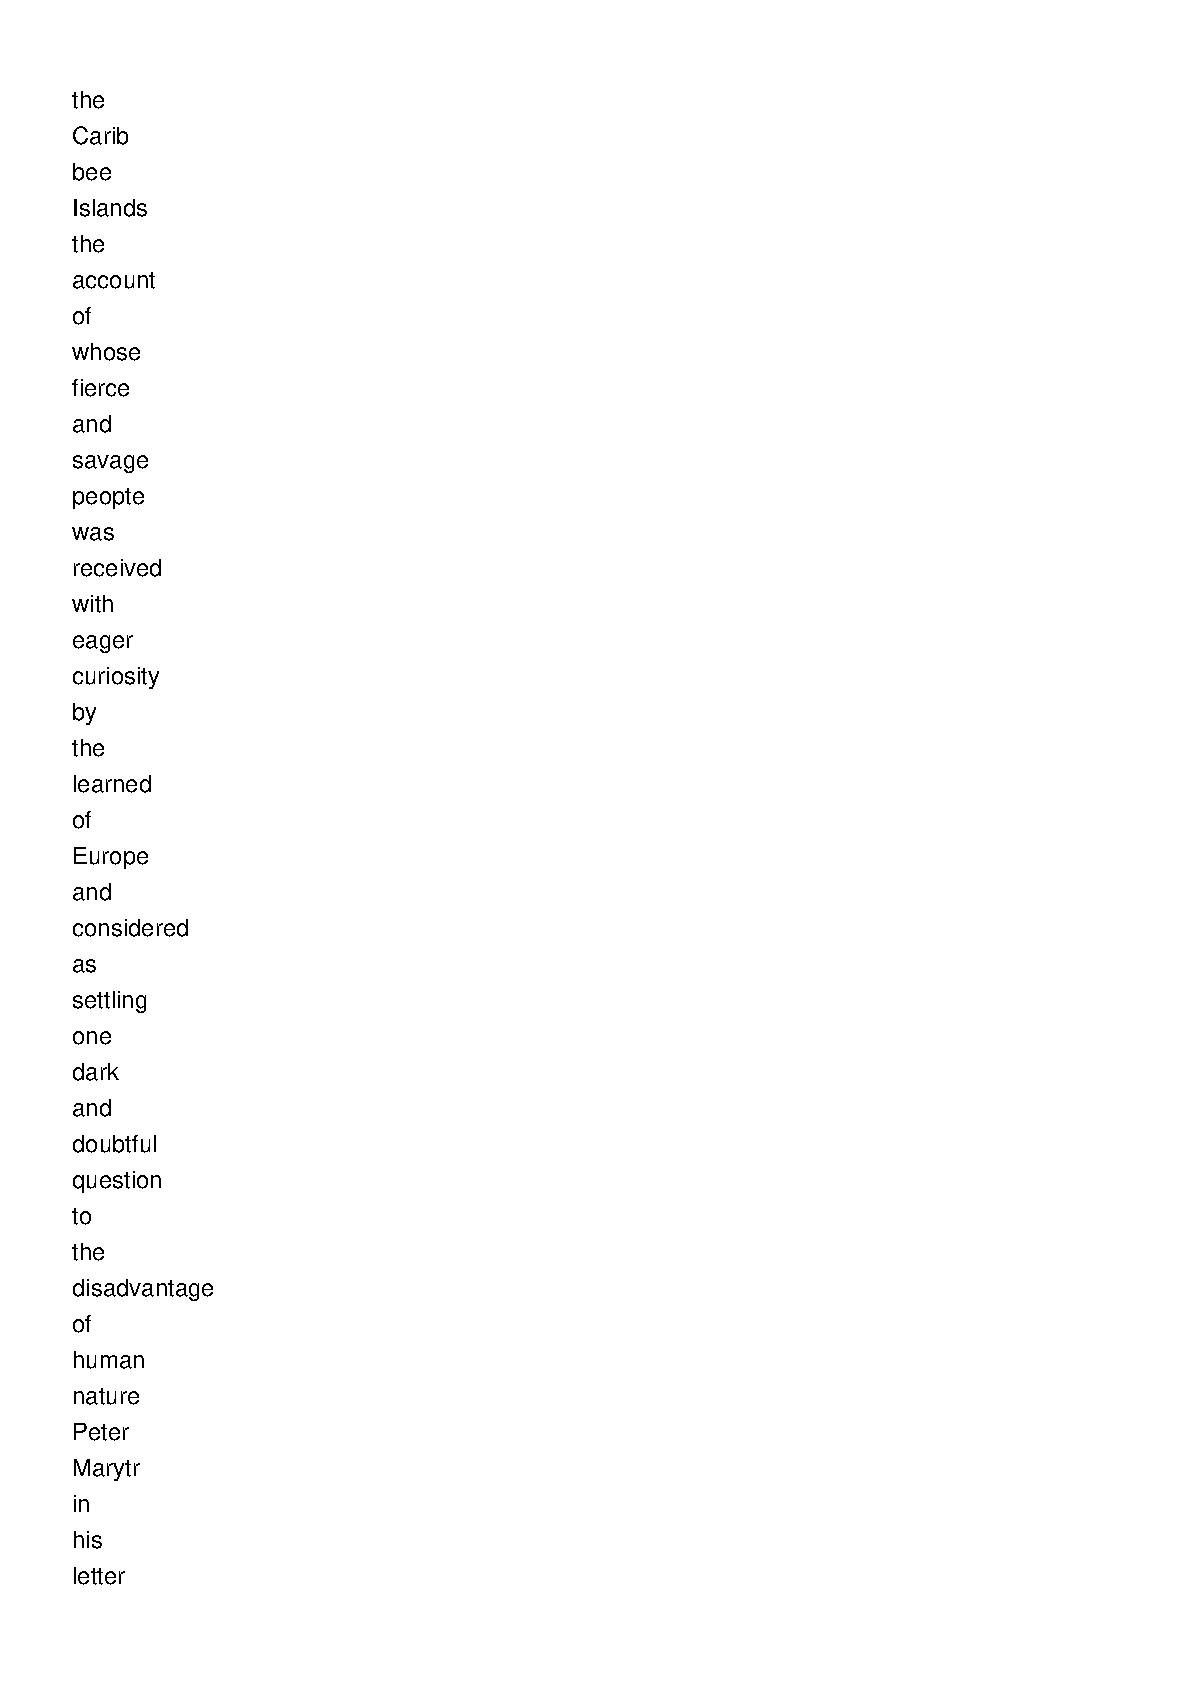 the
Carib
bee
Islands
the
account
of
whose
fierce
and
savage
peopte
was
received
with
eager
curiosity
by
the
learned
of
Europe
and
considered
as
settling
one
dark
and
doubtful
question
to
the
disadvantage
of
human
nature
Peter
Marytr
in
his
letter